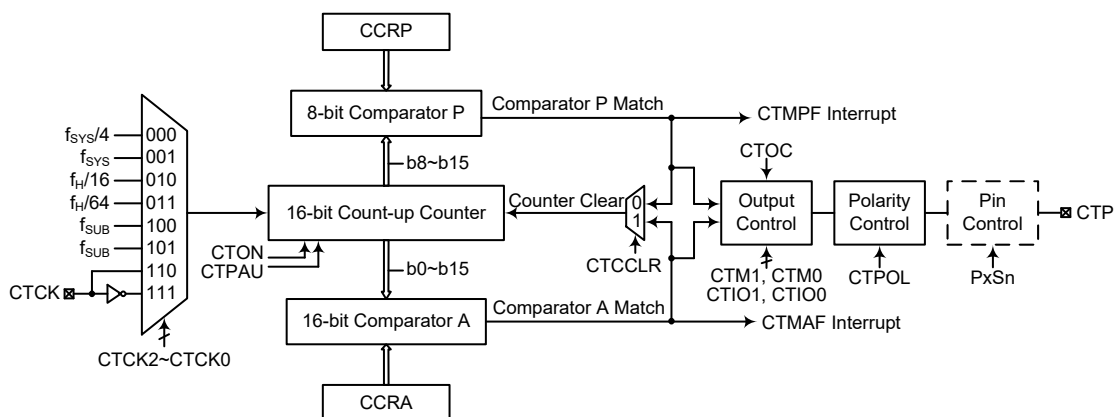 CCRP
8-bit Comparator P
Comparator P Match
CTMPF Interrupt
fSYS/4
000
fSYS
001
fH/16
010
fH/64
011
fSUB
100
fSUB
101
110
CTCK
111
CTCK2~CTCK0
b8~b15
16-bit Count-up Counter
Counter Clear
0
1
CTCCLR
CTON
CTPAU
b0~b15
CTOC
Output
Control
CTM1, CTM0
CTIO1, CTIO0
Polarity
Control
CTPOL
Pin
Control
PxSn
CTP
16-bit Comparator A
Comparator A Match
CTMAF Interrupt
CCRA